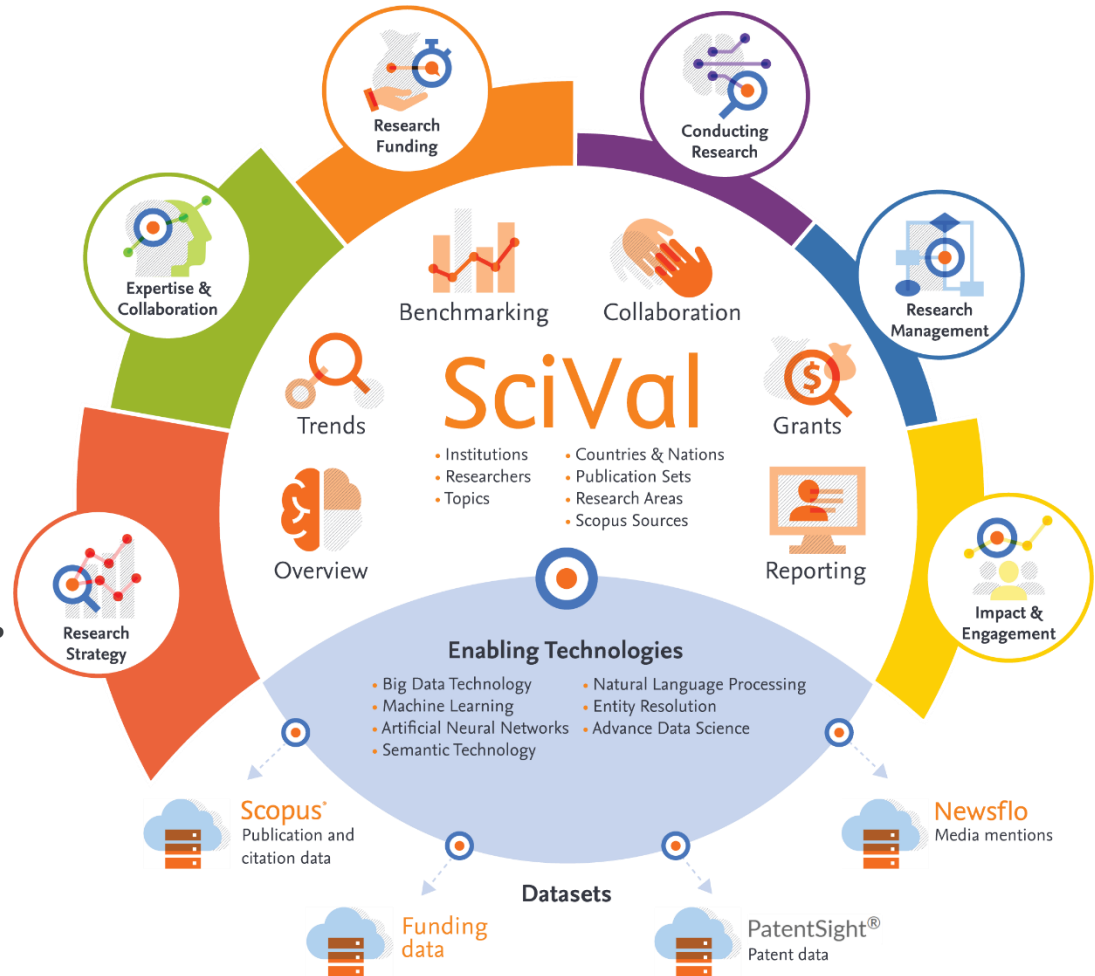 Research
Funding
Conducting
Research
Expertise &
Collaboration
Research
Management
Benchmarking
Collaboration
SciVal
Trends
Grants
• Institutions
• Researchers
• Topics
• Countries & Nations
• Publication Sets
• Research Areas
• Scopus Sources
Overview
Reporting
Research
Strategy
Impact &
Engagement
Enabling Technologies
• Big Data Technology
• Machine Learning
• Artificial Neural Networks
• Semantic Technology
• Natural Language Processing
• Entity Resolution
• Advance Data Science
Scopus®
Publication and
citation data
Newsflo
Media mentions
Datasets
Funding
data
PatentSight®
Patent data
$